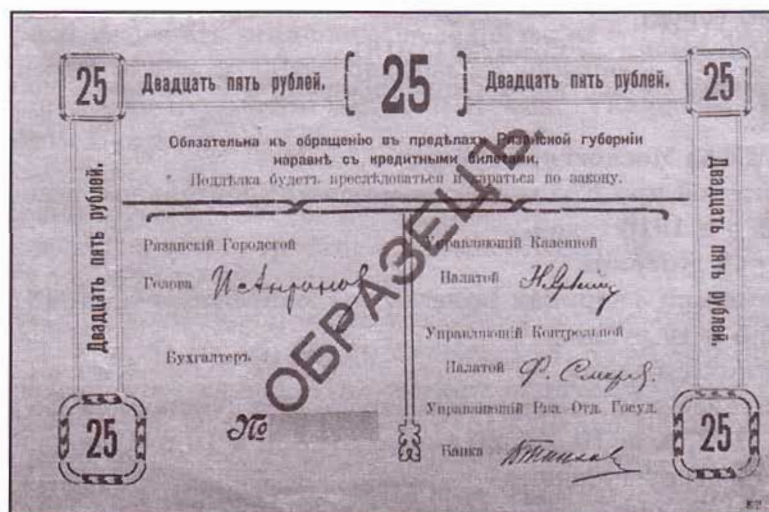 25 Двадцать пять рублей. 25 Двадцать пять рублей. 25
Обязательна къ обращенію въ предѣлахъ Рязанской губерніи
наравнѣ съ кредитными билетами.
Поддѣлка будетъ преслѣдоваться и караться по закону.
Двадцать пять рублей.
Двадцать пять рублей.
ОБРАЗЕЦЪ.
Рязанскій Городской
Голова
Бухгалтеръ
№
Управляющій Казенной
Палатой
Управляющій Контрольной
Палатой Ф.
Управляющій Ряз. Отд. Госуд.
Банка
25
25